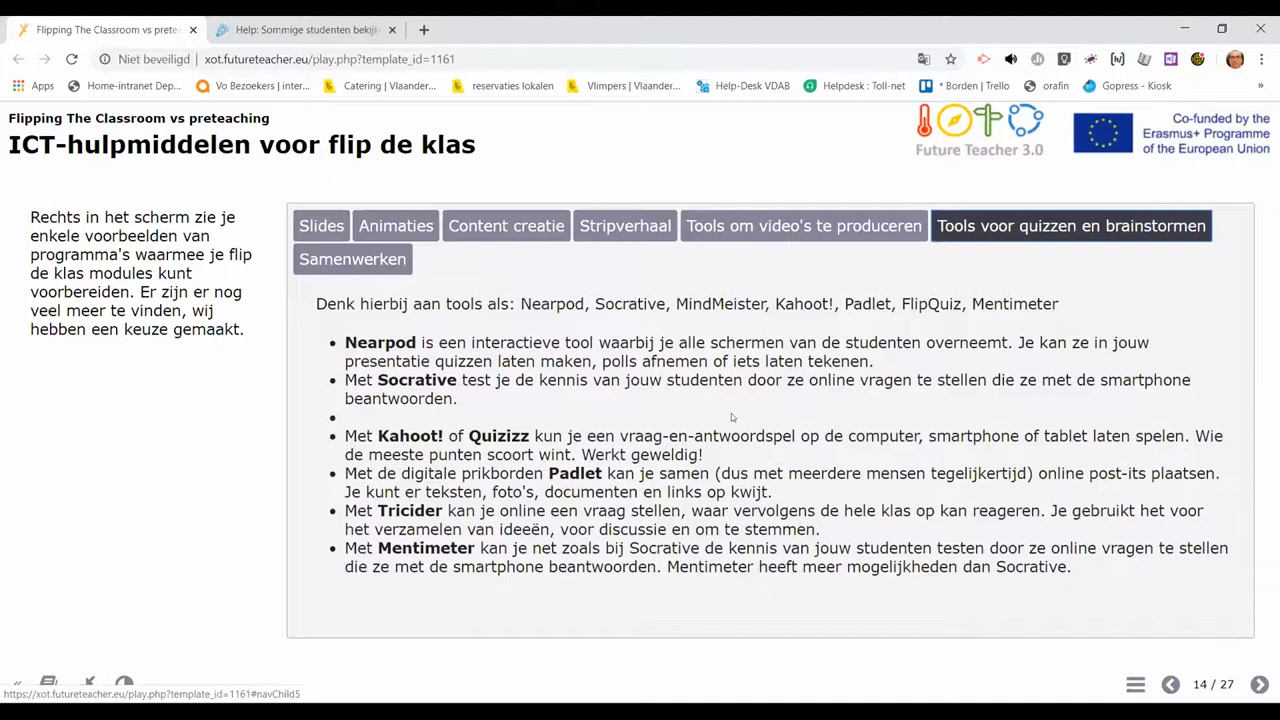 Flipping The Classroom vs prete
Help: Sommige studenten bekijk
Niet beveiligd
xot.futureteacher.eu/play.php?template_id=1161
Apps
Home-intranet Dep...
Vo Bezoekers | inter...
Catering | Vlaander...
reservaties lokalen
Vlimpers | Vlaander...
Help-Desk VDAB
Helpdesk : Toll-net
* Borden | Trello
orafin
Gopress - Kiosk
»
Flipping The Classroom vs preteaching
ICT-hulpmiddelen voor flip de klas
Future Teacher 3.0
Co-funded by the
Erasmus+ Programme
of the European Union
Rechts in het scherm zie je
enkele voorbeelden van
programma's waarmee je flip
de klas modules kunt
voorbereiden. Er zijn er nog
veel meer te vinden, wij
hebben een keuze gemaakt.
Slides
Animaties
Content creatie
Stripverhaal
Tools om video's te produceren
Tools voor quizzen en brainstormen
Samenwerken
Denk hierbij aan tools als: Nearpod, Socrative, MindMeister, Kahoot!, Padlet, FlipQuiz, Mentimeter
• Nearpod is een interactieve tool waarbij je alle schermen van de studenten overneemt. Je kan ze in jouw
presentatie quizzen laten maken, polls afnemen of iets laten tekenen.
• Met Socrative test je de kennis van jouw studenten door ze online vragen te stellen die ze met de smartphone
beantwoorden.
•
• Met Kahoot! of Quizizz kun je een vraag-en-antwoordspel op de computer, smartphone of tablet laten spelen. Wie
de meeste punten scoort wint. Werkt geweldig!
• Met de digitale prikborden Padlet kan je samen (dus met meerdere mensen tegelijkertijd) online post-its plaatsen.
Je kunt er teksten, foto's, documenten en links op kwijt.
• Met Tricider kan je online een vraag stellen, waar vervolgens de hele klas op kan reageren. Je gebruikt het voor
het verzamelen van ideeën, voor discussie en om te stemmen.
• Met Mentimeter kan je net zoals bij Socrative de kennis van jouw studenten testen door ze online vragen te stellen
die ze met de smartphone beantwoorden. Mentimeter heeft meer mogelijkheden dan Socrative.
https://xot.futureteacher.eu/play.php?template_id=1161#navChild5
14 / 27